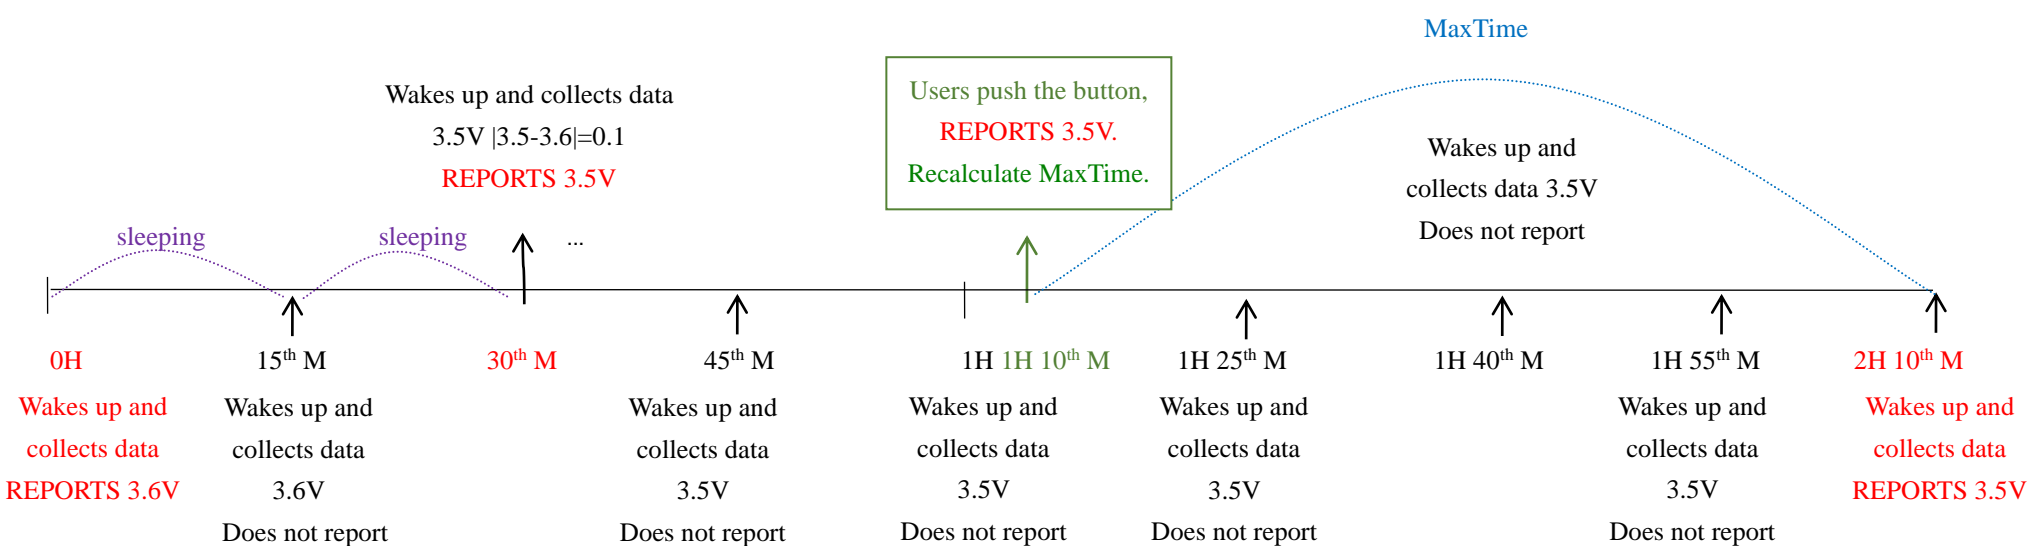 MaxTime
Wakes up and collects data
3.5V |3.5-3.6|=0.1
REPORTS 3.5V
Users push the button,
REPORTS 3.5V.
Recalculate MaxTime.
Wakes up and
collects data 3.5V
Does not report
sleeping
sleeping
...
0H
15th M
30th M
45th M
1H
1H 10th M
1H 25th M
1H 40th M
1H 55th M
2H 10th M
Wakes up and
collects data
REPORTS 3.6V
Wakes up and
collects data
3.6V
Does not report
Wakes up and
collects data
3.5V
Does not report
Wakes up and
collects data
3.5V
Does not report
Wakes up and
collects data
3.5V
Does not report
Wakes up and
collects data
3.5V
Does not report
Wakes up and
collects data
REPORTS 3.5V